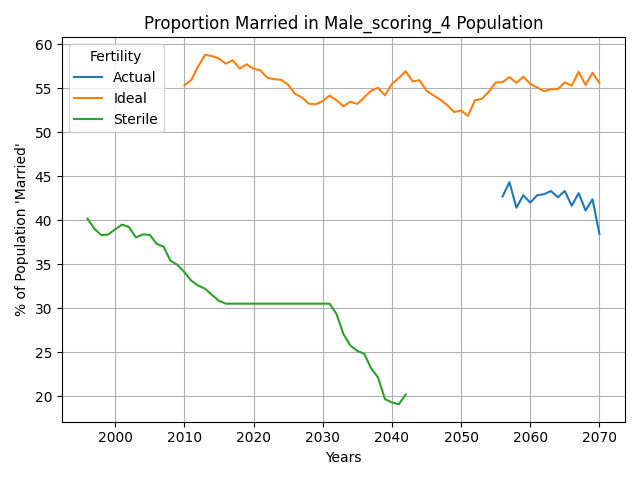 Proportion Married in Male_scoring_4 Population
Fertility
Actual
Ideal
Sterile
% of Population 'Married'
60
55
50
45
40
35
30
25
20
2000
2010
2020
2030
2040
2050
2060
2070
Years